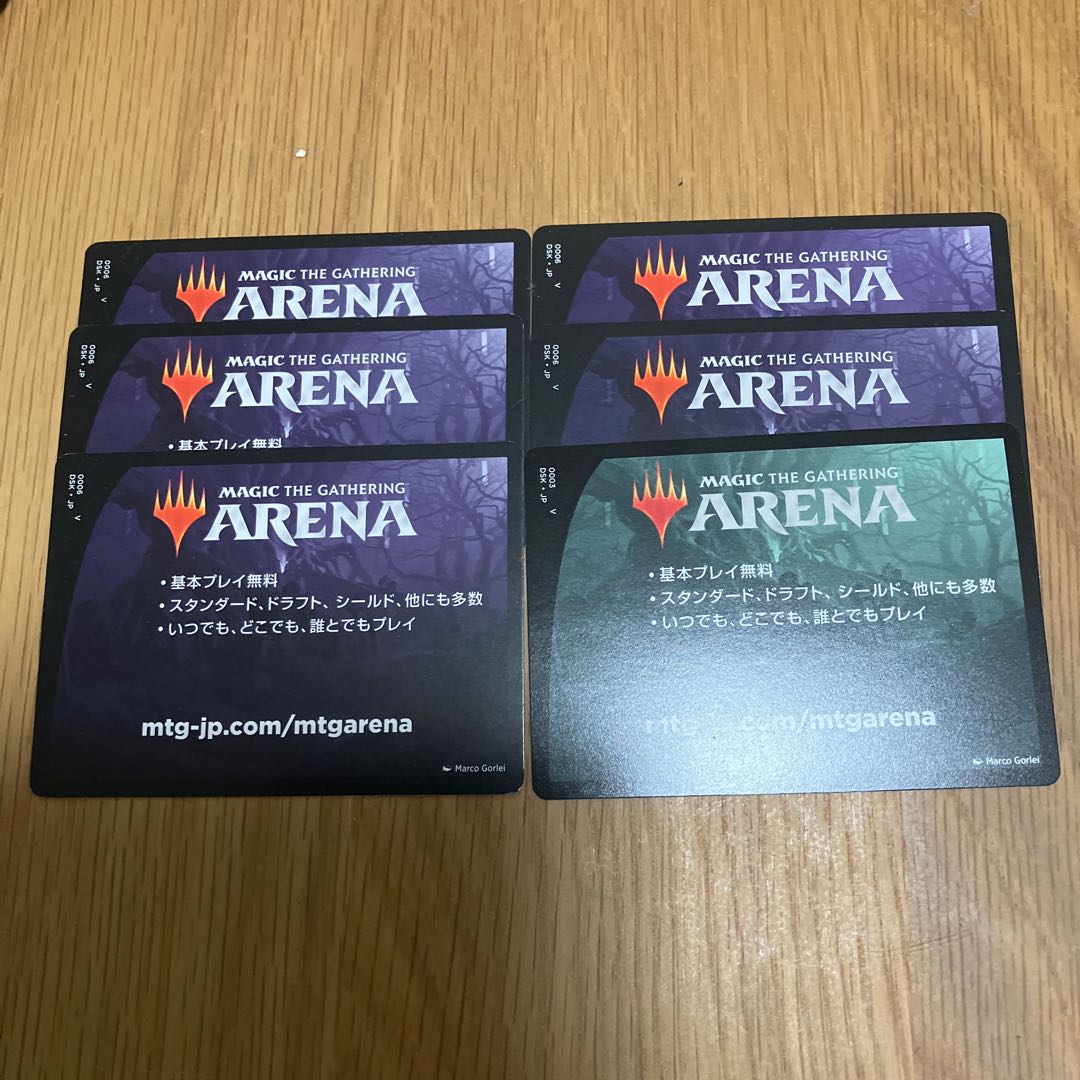 0006
DSK • JP V
MAGIC THE GATHERING
ARENA
0006
DSK • JP V
MAGIC THE GATHERING
ARENA
• 基本プレイ無料
0006
DSK • JP V
MAGIC THE GATHERING
ARENA
• 基本プレイ無料
• スタンダード、ドラフト、シールド、他にも多数
• いつでも、どこでも、誰とでもプレイ
mtg-jp.com/mtgarena
Marco Gorlei
0006
DSK • JP V
MAGIC THE GATHERING
ARENA
0006
DSK • JP V
MAGIC THE GATHERING
ARENA
0003
DSK • JP V
MAGIC THE GATHERING
ARENA
• 基本プレイ無料
• スタンダード、ドラフト、シールド、他にも多数
• いつでも、どこでも、誰とでもプレイ
mtg-jp.com/mtgarena
Marco Gorlei